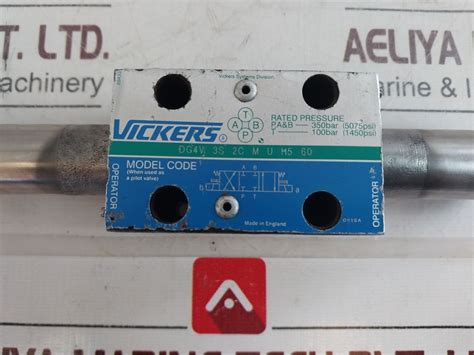 VT. LTD.
AELIYA
achinery
arine & I
Vickers Systems Division
T
A B
P
VICKERS
RATED PRESSURE
P,A&B — 350bar (5075psi)
T — 100bar (1450psi)
DG4V 3S 2C M U H5 60
MODEL CODE
(When used as
a pilot valve)
OPERATOR
A B
b
a
P T
OPERATOR
Made in England